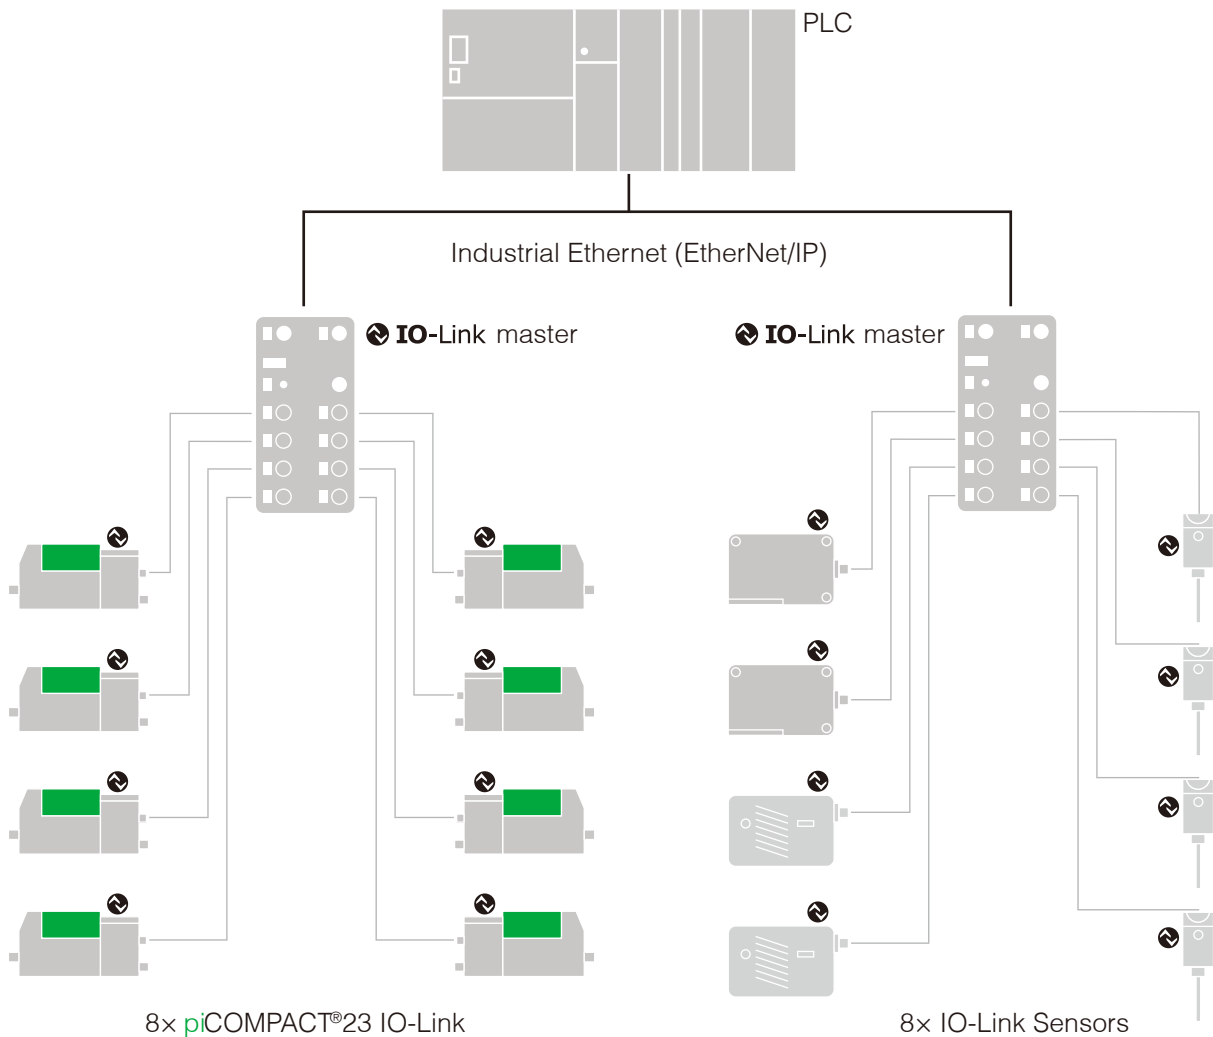 PLC
Industrial Ethernet (EtherNet/IP)
IO-Link master
IO-Link master
8× piCOMPACT®23 IO-Link
8× IO-Link Sensors